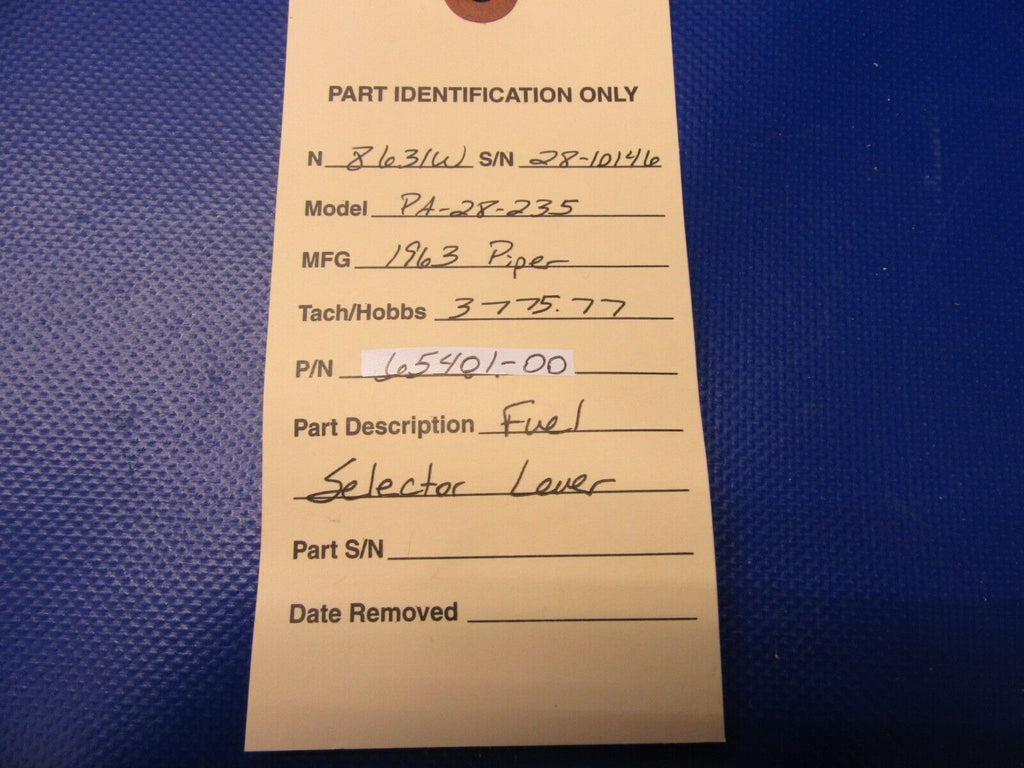 PART IDENTIFICATION ONLY
N 8631W S/N 28-10146
Model PA-28-235
MFG 1963 Piper
Tach/Hobbs 3775.77
P/N 65401-00
Part Description Fuel
Selector Lever
Part S/N
Date Removed